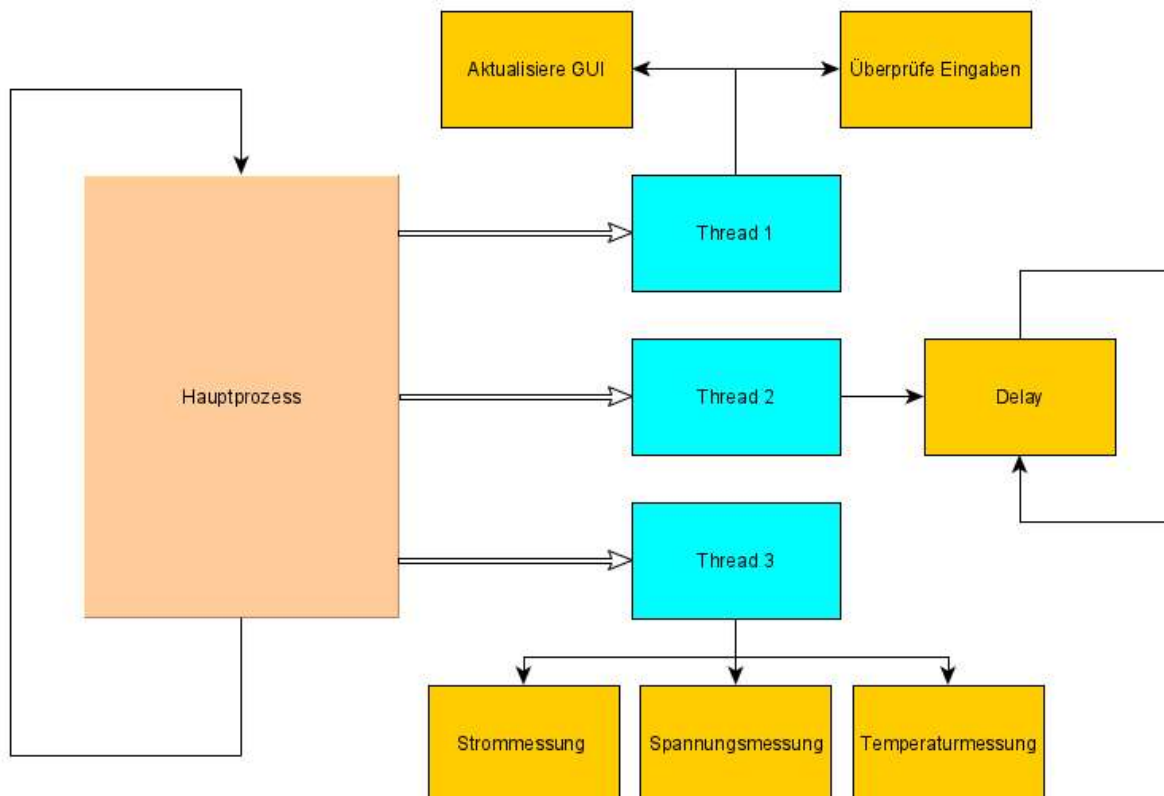 Aktualisiere GUI
Überprüfe Eingaben
Thread 1
Hauptprozess
Thread 2
Delay
Thread 3
Strommessung
Spannungsmessung
Temperaturmessung